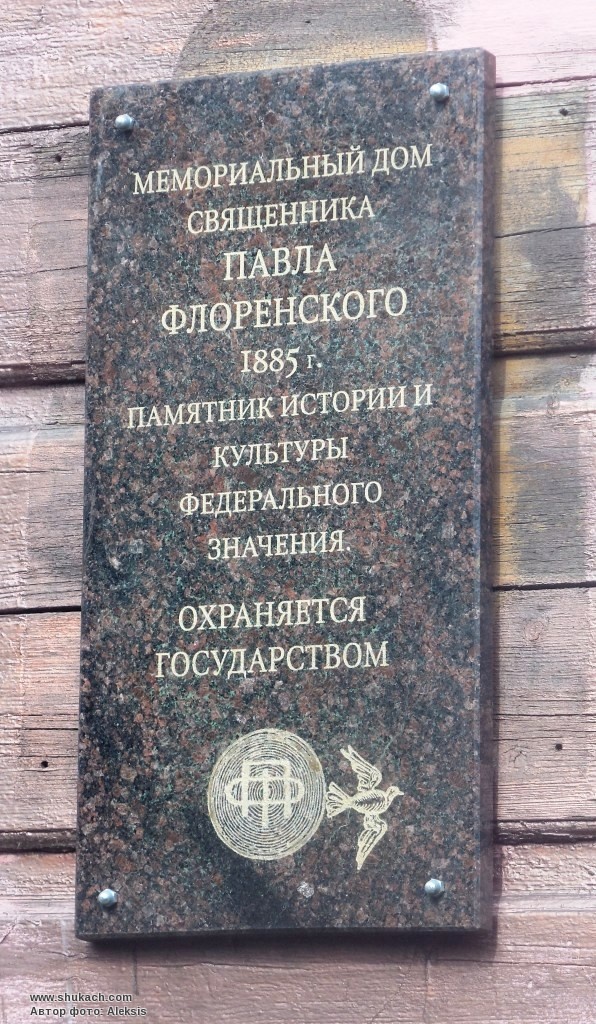 МЕМОРИАЛЬНЫЙ ДОМ
СВЯЩЕННИКА
ПАВЛА
ФЛОРЕНСКОГО
1885 г.
ПАМЯТНИК ИСТОРИИ И
КУЛЬТУРЫ
ФЕДЕРАЛЬНОГО
ЗНАЧЕНИЯ.
ОХРАНЯЕТСЯ
ГОСУДАРСТВОМ
www.shukach.com
Автор фото: Aleksis